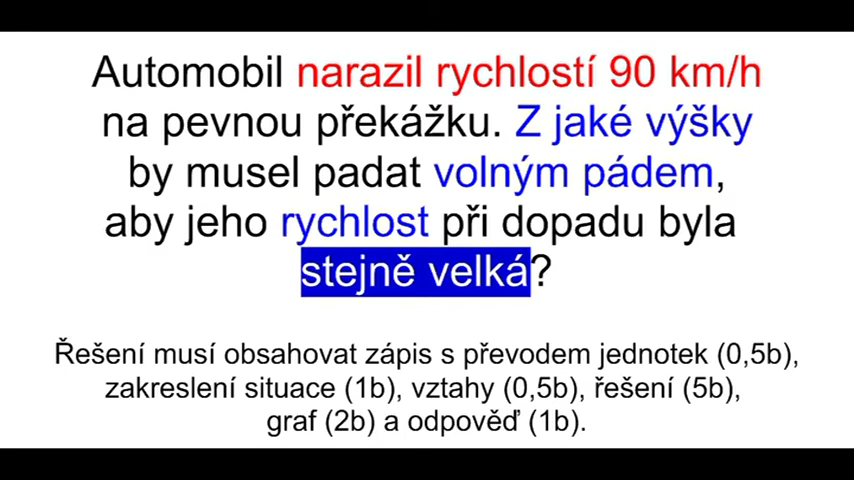 Automobil narazil rychlostí 90 km/h
na pevnou překážku. Z jaké výšky
by musel padat volným pádem,
aby jeho rychlost při dopadu byla
stejně velká?
Řešení musí obsahovat zápis s převodem jednotek (0,5b),
zakreslení situace (1b), vztahy (0,5b), řešení (5b),
graf (2b) a odpověď (1b).